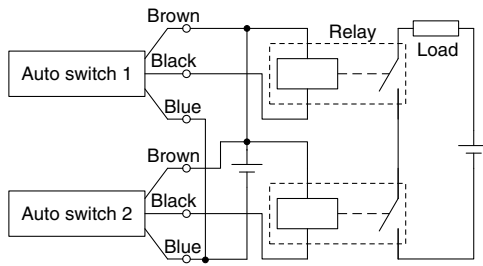 Brown
Relay
Auto switch 1
Black
Load
Blue
Brown
Auto switch 2
Black
Blue